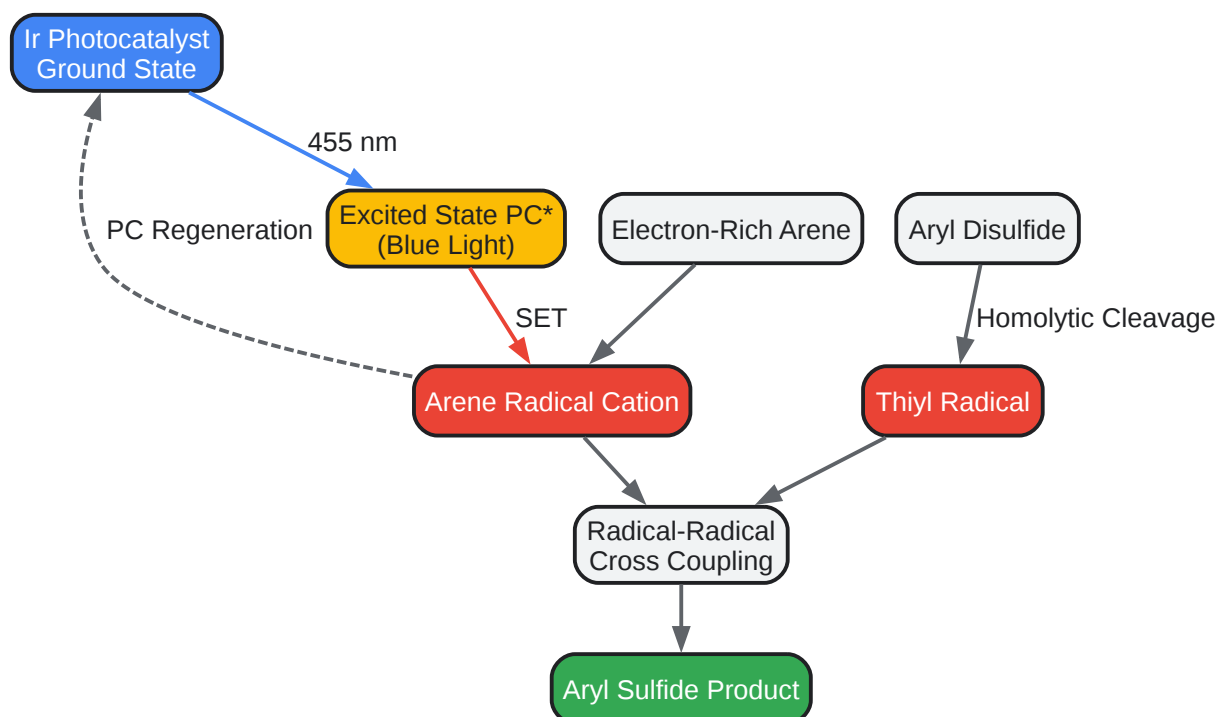 Ir Photocatalyst
Ground State
455 nm
Excited State PC*
(Blue Light)
Electron-Rich Arene
Aryl Disulfide
PC Regeneration
SET
Homolytic Cleavage
Arene Radical Cation
Thiyl Radical
Radical-Radical
Cross Coupling
Aryl Sulfide Product